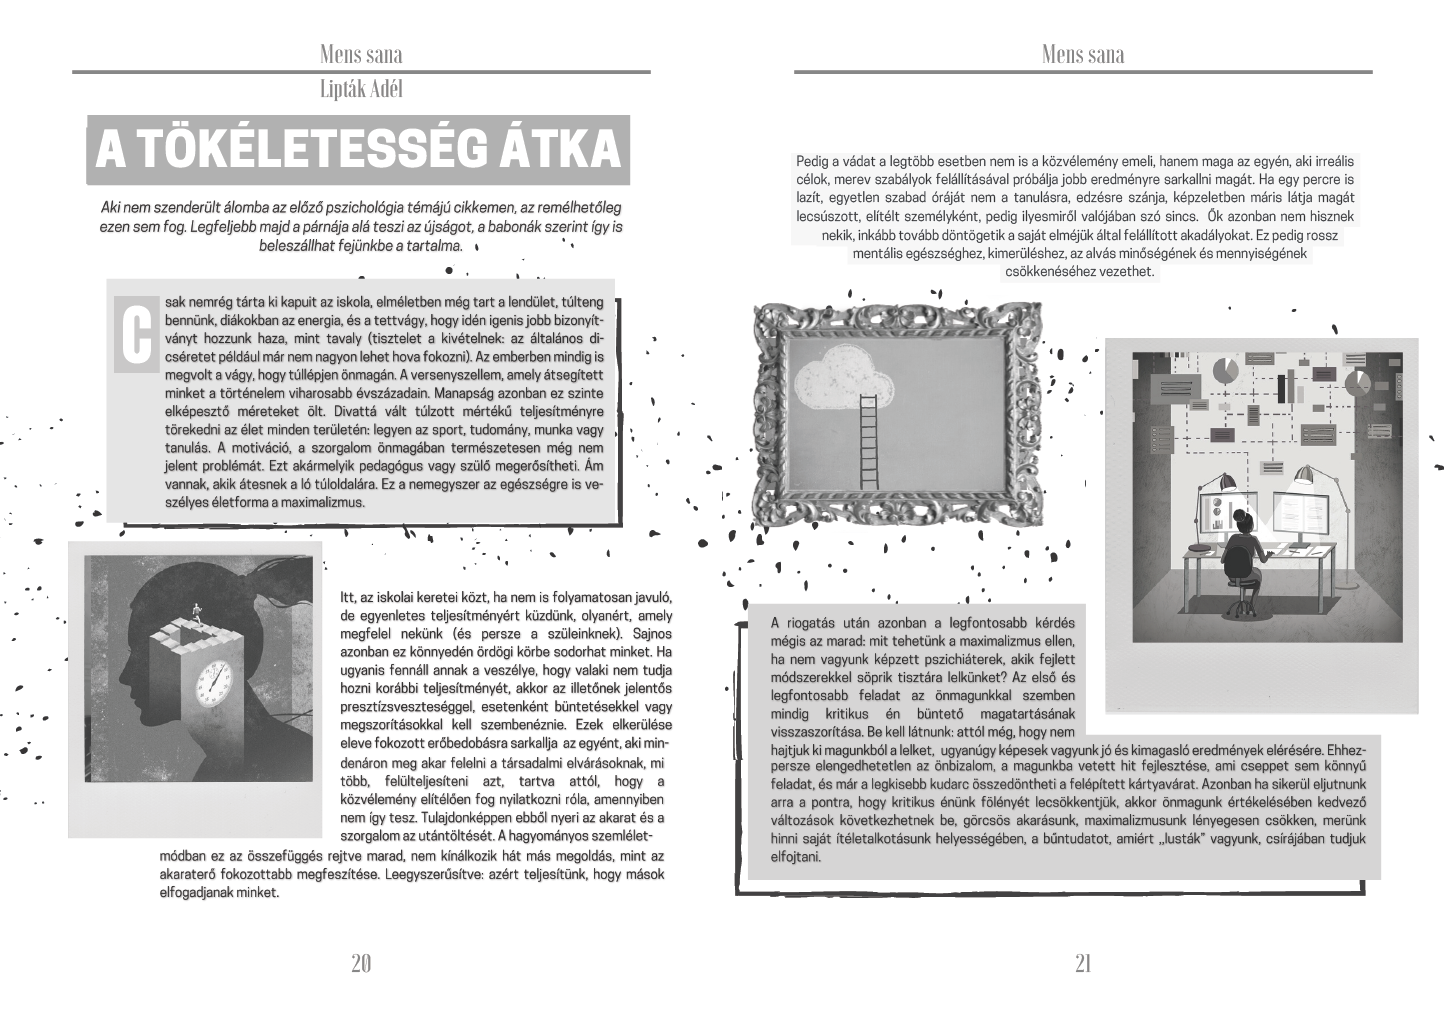 Mens sana
Lipták Adél
A TÖKÉLETESSÉG ÁTKA
Aki nem szenderült álomba az előző pszichológia témájú cikkemen, az remélhetőleg
ezen sem fog. Legfeljebb majd a párnája alá teszi az újságot, a babonák szerint így is
beleszállhat fejünkbe a tartalma.
C
sak nemrég tárta ki kapuit az iskola, elméletben még tart a lendület, túlteng
bennünk, diákokban az energia, és a tettvágy, hogy idén igenis jobb bizonyít-
ványt hozzunk haza, mint tavaly (tisztelet a kivételnek: az általános di-
cséretet például már nem nagyon lehet hova fokozni). Az emberben mindig is
megvolt a vágy, hogy túllépjen önmagán. A versenyszellem, amely átsegített
minket a történelem viharosabb évszázadain. Manapság azonban ez szinte
elképesztő méreteket ölt. Divattá vált túlzott mértékű teljesítményre
törekedni az élet minden területén: legyen az sport, tudomány, munka vagy
tanulás. A motiváció, a szorgalom önmagában természetesen még nem
jelent problémát. Ezt akármelyik pedagógus vagy szülő megerősítheti. Ám
vannak, akik átesnek a ló túloldalára. Ez a nemegyszer az egészségre is ve-
szélyes életforma a maximalizmus.
Itt, az iskolai keretei közt, ha nem is folyamatosan javuló,
de egyenletes teljesítményért küzdünk, olyanért, amely
megfelel nekünk (és persze a szüleinknek). Sajnos
azonban ez könnyedén ördögi körbe sodorhat minket. Ha
ugyanis fennáll annak a veszélye, hogy valaki nem tudja
hozni korábbi teljesítményét, akkor az illetőnek jelentős
presztízsveszteséggel, esetenként büntetésekkel vagy
megszorításokkal kell szembenéznie. Ezek elkerülése
eleve fokozott erőbedobásra sarkallja az egyént, aki min-
denáron meg akar felelni a társadalmi elvárásoknak, mi
több, felülteljesíteni azt, tartva attól, hogy a
közvélemény elítélően fog nyilatkozni róla, amennyiben
nem így tesz. Tulajdonképpen ebből nyeri az akarat és a
szorgalom az utántöltését. A hagyományos szemlélet-
módban ez az összefüggés rejtve marad, nem kínálkozik hát más megoldás, mint az
akaraterő fokozottabb megfeszítése. Leegyszerűsítve: azért teljesítünk, hogy mások
elfogadjanak minket.
20
Mens sana
Pedig a vádat a legtöbb esetben nem is a közvélemény emeli, hanem maga az egyén, aki irreális
célok, merev szabályok felállításával próbálja jobb eredményre sarkallni magát. Ha egy percre is
lazít, egyetlen szabad óráját nem a tanulásra, edzésre szánja, képzeletben máris látja magát
lecsúszott, elítélt személyként, pedig ilyesmiről valójában szó sincs. Ők azonban nem hisznek
nekik, inkább tovább döntögetik a saját elméjük által felállított akadályokat. Ez pedig rossz
mentális egészséghez, kimerüléshez, az alvás minőségének és mennyiségének
csökkenéséhez vezethet.
A riogatás után azonban a legfontosabb kérdés
mégis az marad: mit tehetünk a maximalizmus ellen,
ha nem vagyunk képzett pszichiáterek, akik fejlett
módszerekkel söprik tisztára lelkünket? Az első és
legfontosabb feladat az önmagunkkal szemben
mindig kritikus én büntető magatartásának
visszaszorítása. Be kell látnunk: attól még, hogy nem
hajtjuk ki magunkból a lelket, ugyanúgy képesek vagyunk jó és kimagasló eredmények elérésére. Ehhez-
persze elengedhetetlen az önbizalom, a magunkba vetett hit fejlesztése, ami cseppet sem könnyű
feladat, és már a legkisebb kudarc összedöntheti a felépített kártyavárat. Azonban ha sikerül eljutnunk
arra a pontra, hogy kritikus énünk fölényét lecsökkentjük, akkor önmagunk értékelésében kedvező
változások következhetnek be, görcsös akarásunk, maximalizmusunk lényegesen csökken, merünk
hinni saját ítéletalkotásunk helyességében, a bűntudatot, amiért „lusták” vagyunk, csírájában tudjuk
elfojtani.
21